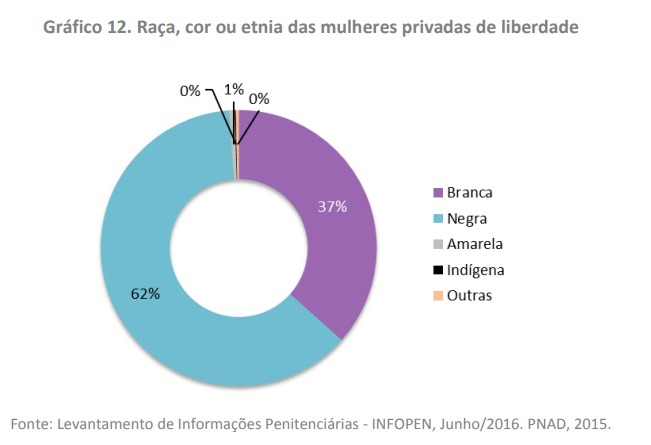 Gráfico 12. Raça, cor ou etnia das mulheres privadas de liberdade
0%
1%
0%
37%
62%
Branca
Negra
Amarela
Indígena
Outras
Fonte: Levantamento de Informações Penitenciárias - INFOPEN, Junho/2016. PNAD, 2015.